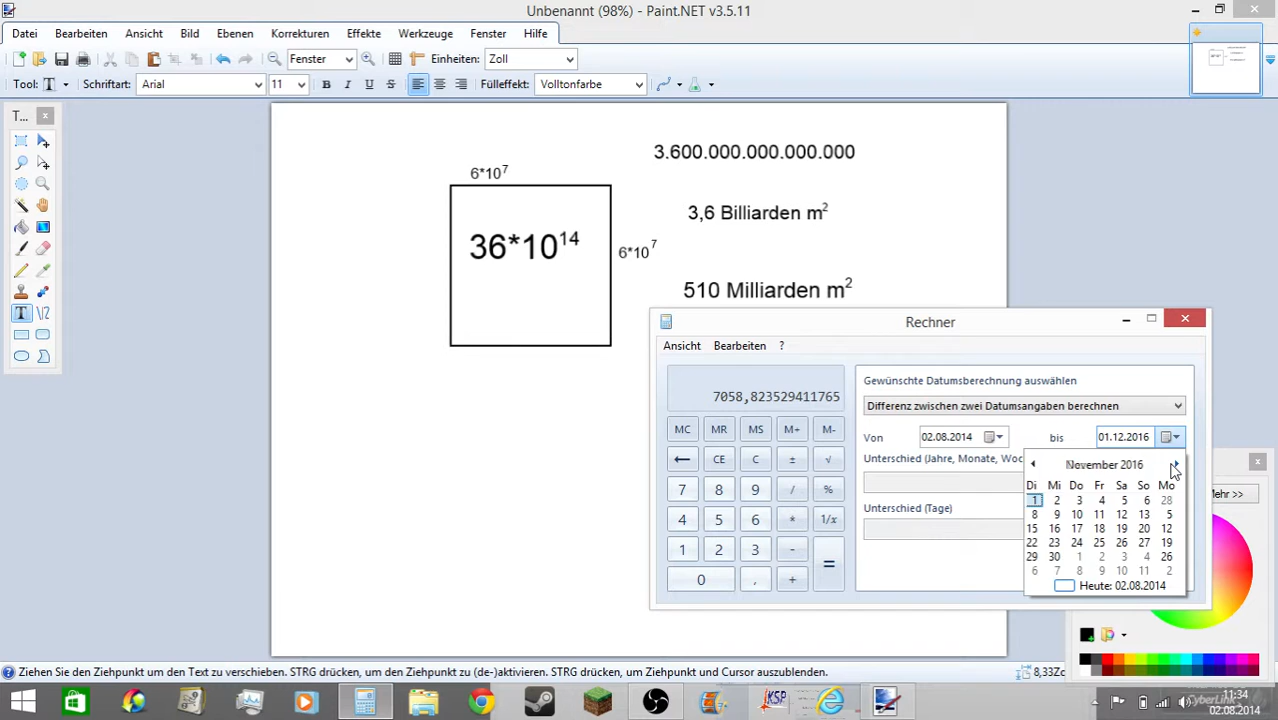 Unbenannt (98%) - Paint.NET v3.5.11
Datei Bearbeiten Ansicht Bild Ebenen Korrekturen Effekte Werkzeuge Fenster Hilfe
Fenster Einheiten: Zoll
Tool: T Schriftart: Arial 11 B I U S Fülleffekt: Volltonfarbe
T...
3.600.000.000.000.000
6*10⁷
3,6 Billiarden m²
36*10¹⁴
6*10⁷
510 Milliarden m²
Rechner
Ansicht Bearbeiten ?
7058,823529411765
Gewünschte Datumsberechnung auswählen
Differenz zwischen zwei Datumsangaben berechnen
Von 02.08.2014 bis 01.12.2016
Unterschied (Jahre, Monate, Woc
Unterschied (Tage)
MC MR MS M+ M-
← CE C ± √
7 8 9 / %
4 5 6 * 1/x
1 2 3 - =
0 , +
November 2016
Di Mi Do Fr Sa So Mo
1 2 3 4 5 6 28
8 9 10 11 12 13 5
15 16 17 18 19 20 12
22 23 24 25 26 27 19
29 30 1 2 3 4 26
6 7 8 9 10 11 2
Heute: 02.08.2014
Mehr >>
Ziehen Sie den Ziehpunkt um den Text zu verschieben. STRG drücken, um den Ziehpunkt zu (de-)aktivieren. STRG drücken, um Ziehpunkt und Cursor auszublenden.
8,33Zo
KSP
11:34
CyberLink
02.08.2014